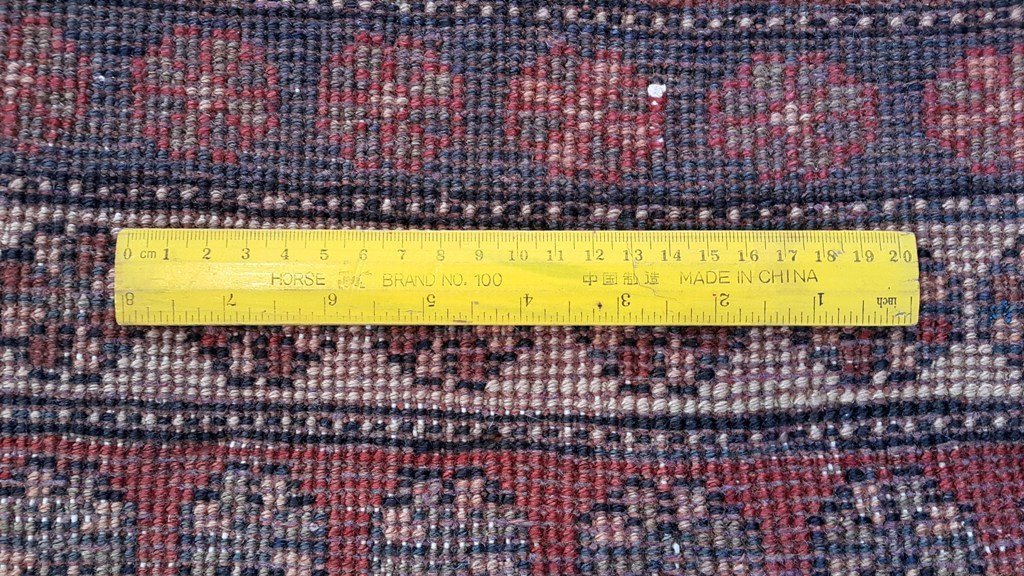 0 cm 1 2 3 4 5 6 7 8 9 10 11 12 13 14 15 16 17 18 19 20
HORSE BRAND NO. 100 中國制造 MADE IN CHINA
8 7 6 5 4 3 2 1 inch